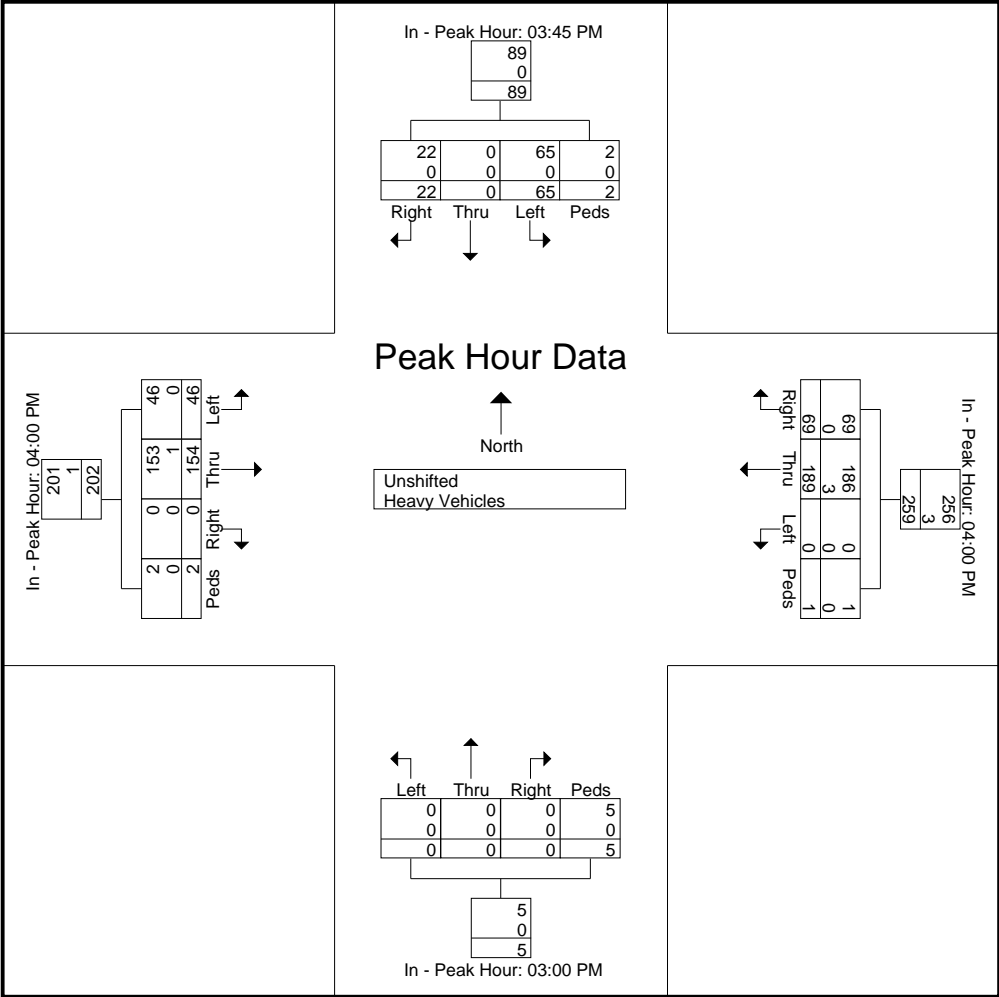 In - Peak Hour: 03:45 PM
89
0
89
22 0 65 2
0 0 0 0
22 0 65 2
Right Thru Left Peds
Peak Hour Data
North
Unshifted
Heavy Vehicles
In - Peak Hour: 04:00 PM
201
1
202
46 0 46 Left
153 1 154 Thru
0 0 0 Right
2 0 2 Peds
In - Peak Hour: 04:00 PM
256
3
259
Right 69 0 69
Thru 189 3 186
Left 0 0 0
Peds 1 0 1
Left Thru Right Peds
0 0 0 5
0 0 0 0
0 0 0 5
5
0
5
In - Peak Hour: 03:00 PM